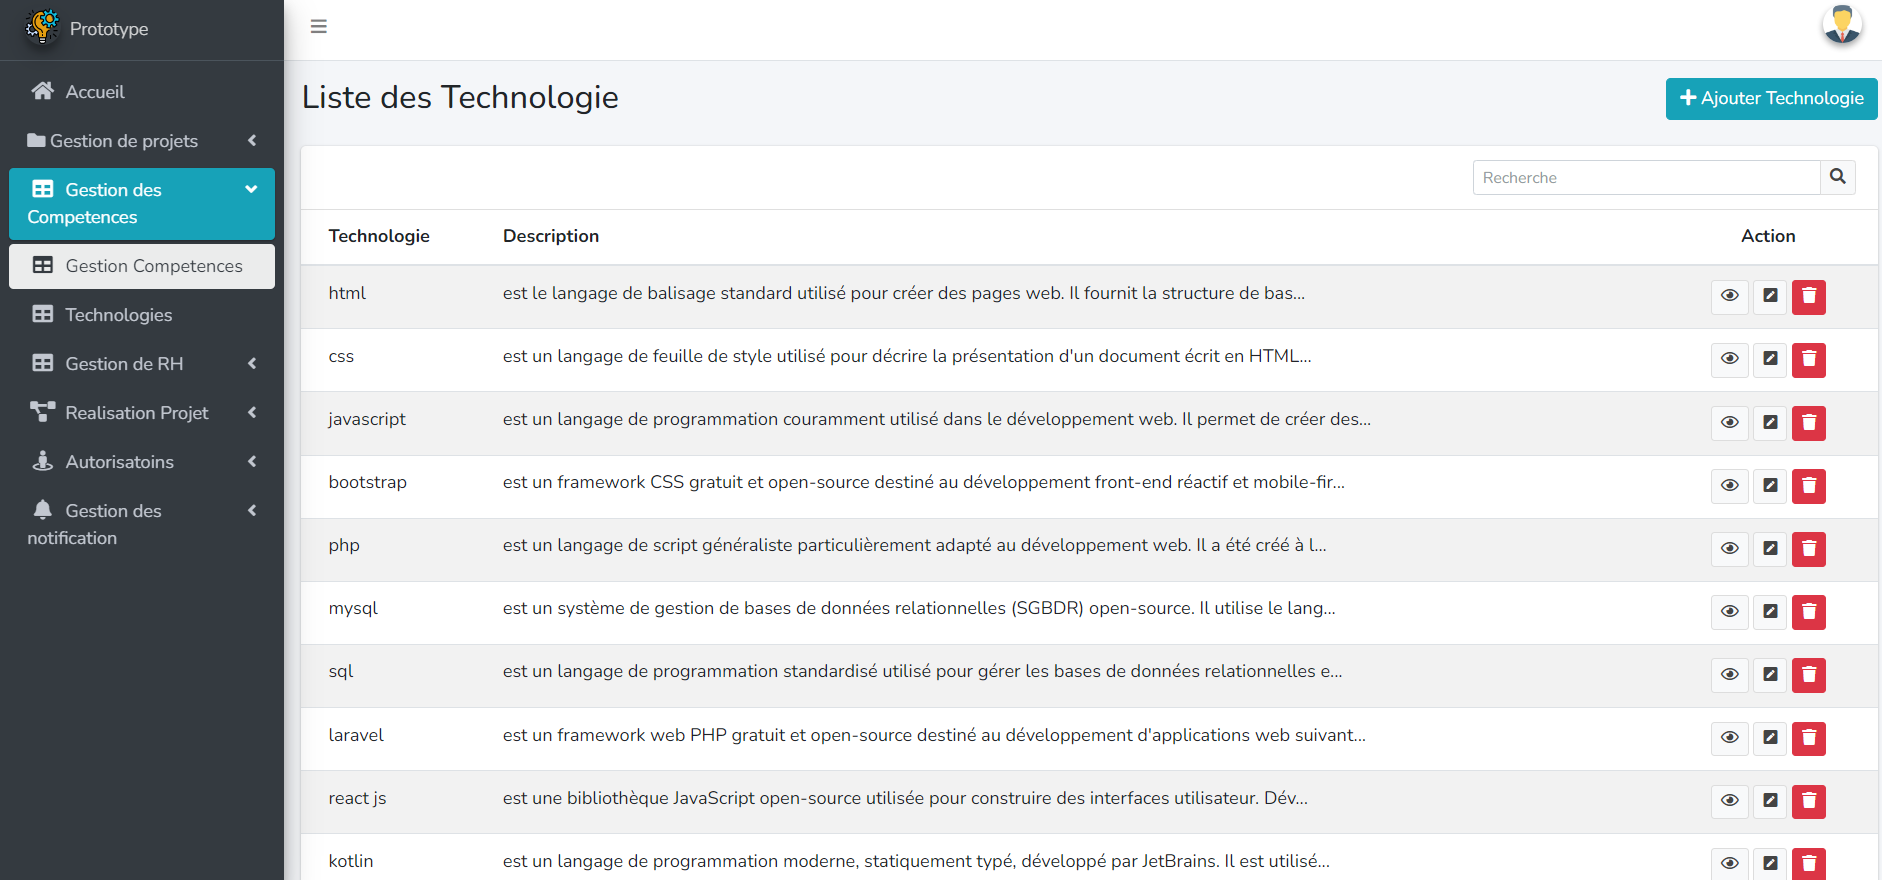 Prototype
Accueil
Gestion de projets
Gestion des
Competences
Gestion Competences
Technologies
Gestion de RH
Realisation Projet
Autorisatoins
Gestion des
notification
Liste des Technologie
Ajouter Technologie
Recherche
Technologie Description Action
html est le langage de balisage standard utilisé pour créer des pages web. Il fournit la structure de bas...
css est un langage de feuille de style utilisé pour décrire la présentation d'un document écrit en HTML...
javascript est un langage de programmation couramment utilisé dans le développement web. Il permet de créer des...
bootstrap est un framework CSS gratuit et open-source destiné au développement front-end réactif et mobile-fir...
php est un langage de script généraliste particulièrement adapté au développement web. Il a été créé à l...
mysql est un système de gestion de bases de données relationnelles (SGBDR) open-source. Il utilise le lang...
sql est un langage de programmation standardisé utilisé pour gérer les bases de données relationnelles e...
laravel est un framework web PHP gratuit et open-source destiné au développement d'applications web suivant...
react js est une bibliothèque JavaScript open-source utilisée pour construire des interfaces utilisateur. Dév...
kotlin est un langage de programmation moderne, statiquement typé, développé par JetBrains. Il est utilisé...